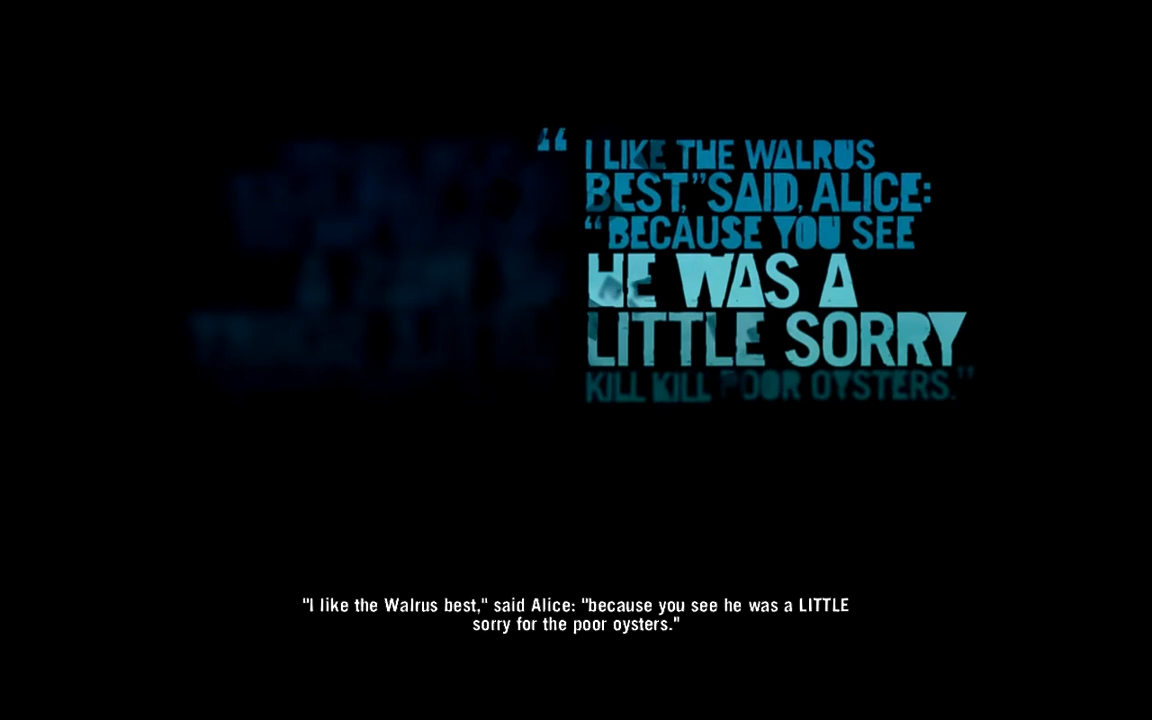 “ I LIKE THE WALRUS
BEST,” SAID, ALICE:
“BECAUSE YOU SEE
HE WAS A
LITTLE SORRY
KILL KILL POOR OYSTERS.”
"I like the Walrus best," said Alice: "because you see he was a LITTLE
sorry for the poor oysters."